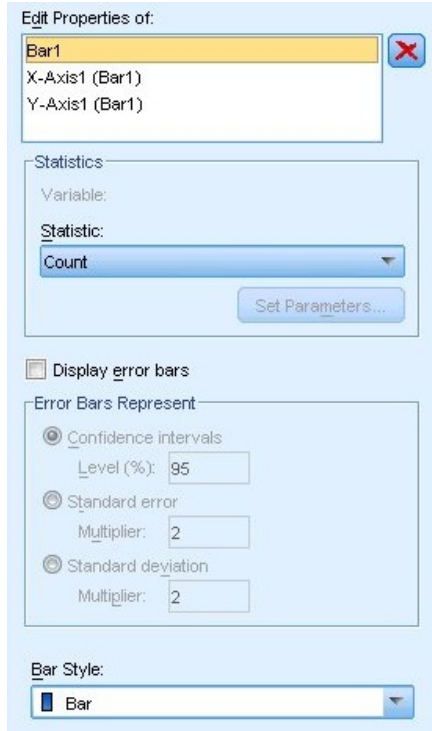 Edit Properties of:
Bar1
X-Axis1 (Bar1)
Y-Axis1 (Bar1)
Statistics
Variable:
Statistic:
Count
Set Parameters...
Display error bars
Error Bars Represent
Confidence intervals
Level (%): 95
Standard error
Multiplier: 2
Standard deviation
Multiplier: 2
Bar Style:
Bar